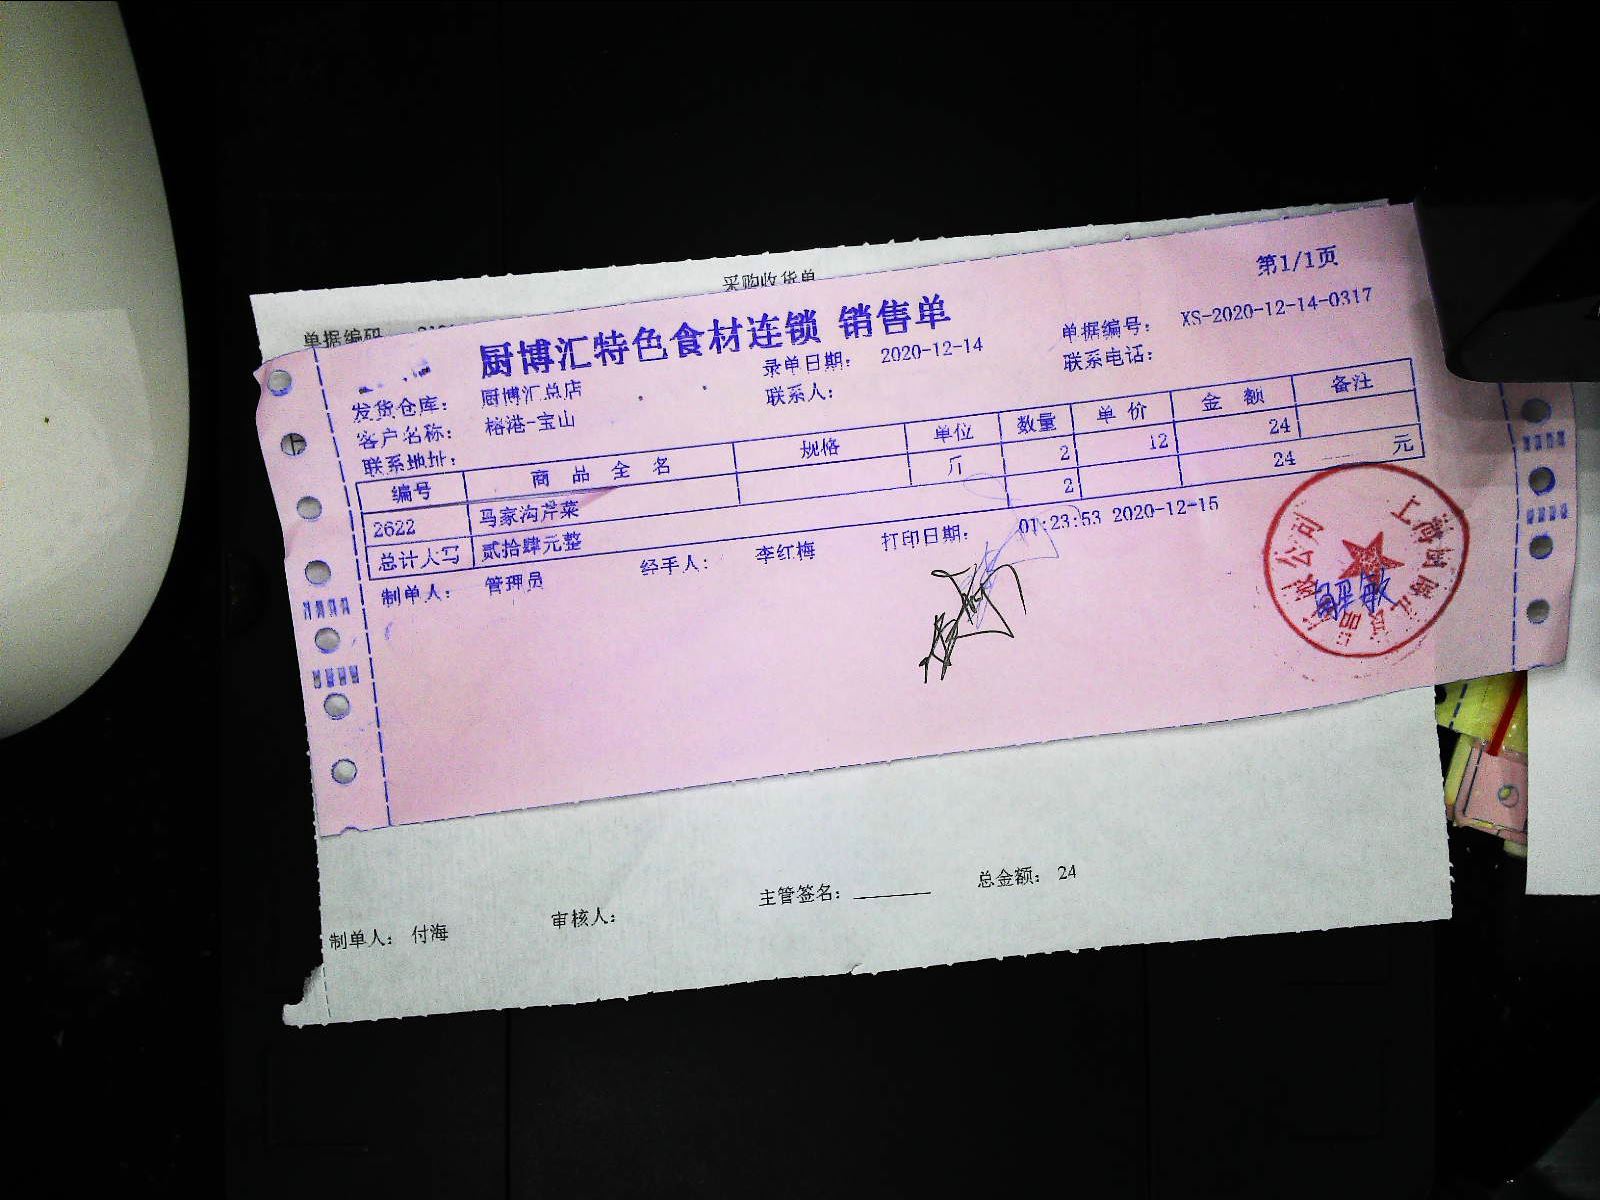 采购收货单
单据编码
第1/1页
厨博汇特色食材连锁 销售单
录单日期: 2020-12-14
单据编号: XS-2020-12-14-0317
发货仓库: 厨博汇总店
联系人:
联系电话:
客户名称: 榕港-宝山
联系地址:
编号 商品全名 规格 单位 数量 单价 金额 备注
2622 马家沟芹菜 斤 2 12 24
总计大写 贰拾肆元整 2 24 元
制单人: 管理员 经手人: 李红梅 打印日期: 01:23:53 2020-12-15
解敏
制单人: 付海 审核人: 主管签名: 总金额: 24